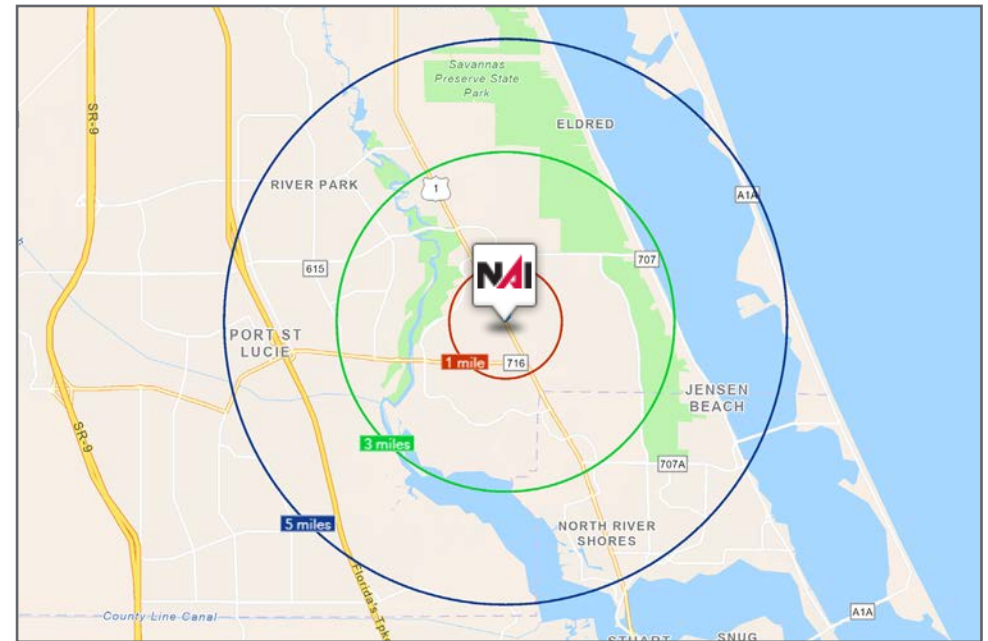 Savannas
Preserve State
Park
ELDRED
SR-9
RIVER PARK
1
A1A
615
707
NAI
PORT ST
LUCIE
1 mile
716
JENSEN
BEACH
3 miles
SR-9
707A
5 miles
NORTH RIVER
SHORES
Florida's Tpke
County Line Canal
A1A
STUART
SNUG